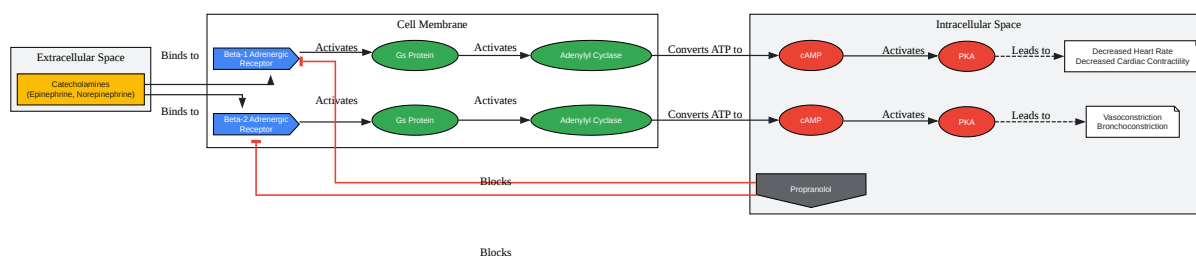 Cell Membrane
Intracellular Space
Extracellular Space
Catecholamines
(Epinephrine, Norepinephrine)
Binds to
Beta-1 Adrenergic
Receptor
Activates
Gs Protein
Activates
Adenylyl Cyclase
Converts ATP to
cAMP
Activates
PKA
Leads to
Decreased Heart Rate
Decreased Cardiac Contractility
Binds to
Beta-2 Adrenergic
Receptor
Activates
Gs Protein
Activates
Adenylyl Cyclase
Converts ATP to
cAMP
Activates
PKA
Leads to
Vasoconstriction
Bronchoconstriction
Blocks
Propranolol
Blocks